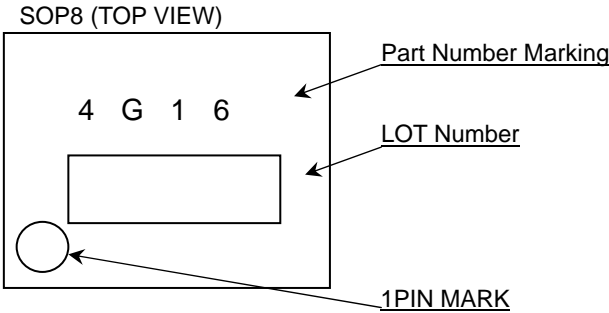 SOP8 (TOP VIEW)
Part Number Marking
4 G 1 6
LOT Number
1PIN MARK